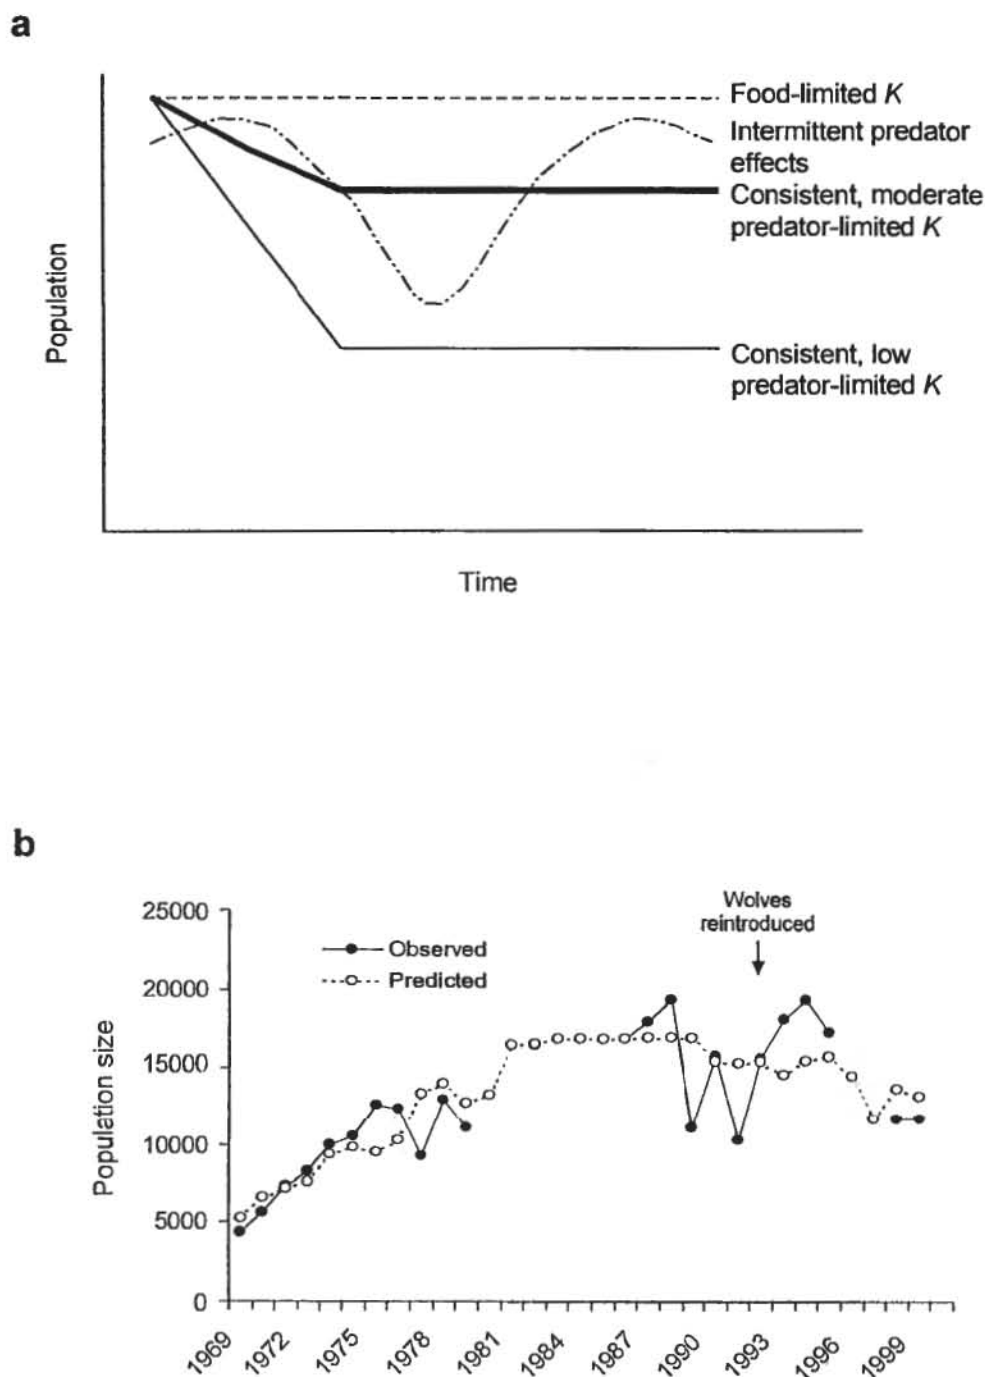 a
Food-limited K
Intermittent predator
effects
Consistent, moderate
predator-limited K
Consistent, low
predator-limited K
Population
Time
b
Wolves
reintroduced
Observed
Predicted
25000
20000
15000
10000
5000
0
Population size
1969
1972
1975
1978
1981
1984
1987
1990
1993
1996
1999